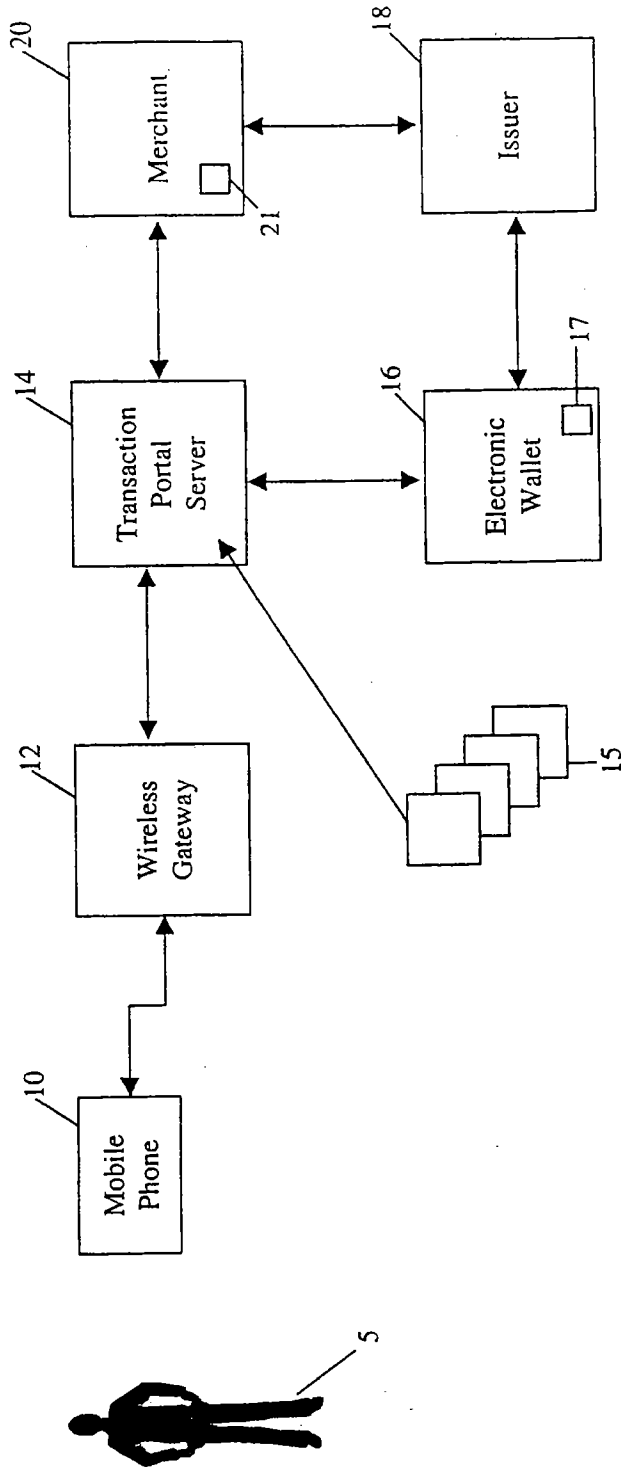 5
10
Mobile
Phone
12
Wireless
Gateway
14
Transaction
Portal
Server
15
16
Electronic
Wallet
17
20
Merchant
21
18
Issuer